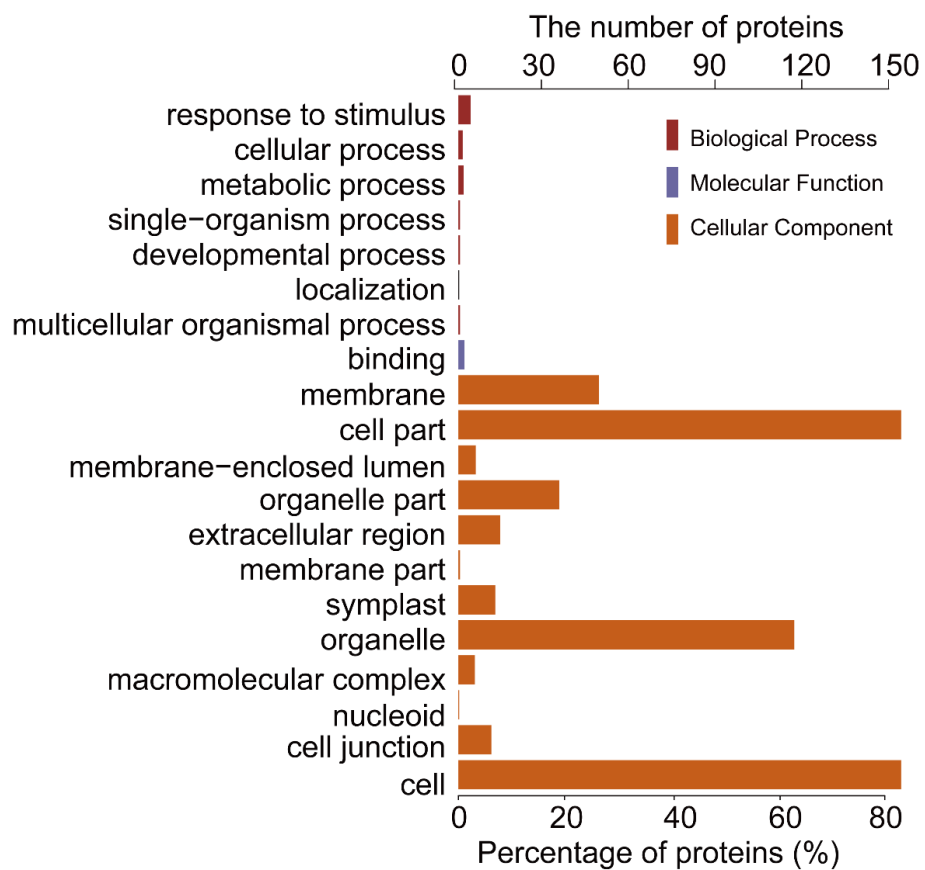 The number of proteins
0 30 60 90 120 150
response to stimulus
cellular process
metabolic process
single−organism process
developmental process
localization
multicellular organismal process
binding
membrane
cell part
membrane−enclosed lumen
organelle part
extracellular region
membrane part
symplast
organelle
macromolecular complex
nucleoid
cell junction
cell
Biological Process
Molecular Function
Cellular Component
0 20 40 60 80
Percentage of proteins (%)